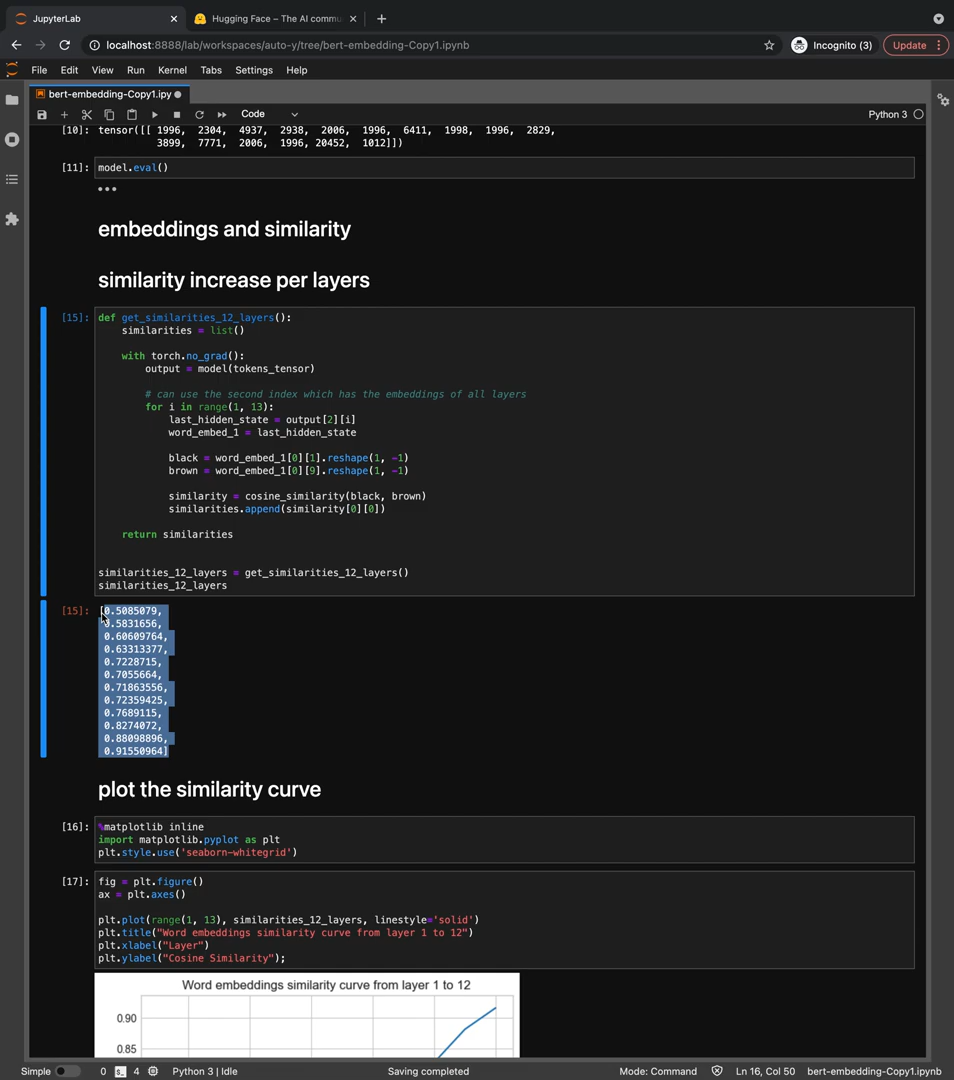 JupyterLab
Hugging Face – The AI commu
localhost:8888/lab/workspaces/auto-y/tree/bert-embedding-Copy1.ipynb
Incognito (3)
Update
File Edit View Run Kernel Tabs Settings Help
bert-embedding-Copy1.ipy
Code
Python 3
[10]: tensor([[ 1996, 2304, 4937, 2938, 2006, 1996, 6411, 1998, 1996, 2829,
3899, 7771, 2006, 1996, 20452, 1012]])
[11]: model.eval()
embeddings and similarity
similarity increase per layers
[15]: def get_similarities_12_layers():
similarities = list()
with torch.no_grad():
output = model(tokens_tensor)
# can use the second index which has the embeddings of all layers
for i in range(1, 13):
last_hidden_state = output[2][i]
word_embed_1 = last_hidden_state
black = word_embed_1[0][1].reshape(1, -1)
brown = word_embed_1[0][9].reshape(1, -1)
similarity = cosine_similarity(black, brown)
similarities.append(similarity[0][0])
return similarities
similarities_12_layers = get_similarities_12_layers()
similarities_12_layers
[15]: [0.5085079,
0.5831656,
0.60609764,
0.63313377,
0.7228715,
0.7055664,
0.71863556,
0.72359425,
0.7689115,
0.8274072,
0.88098896,
0.91550964]
plot the similarity curve
[16]: %matplotlib inline
import matplotlib.pyplot as plt
plt.style.use('seaborn-whitegrid')
[17]: fig = plt.figure()
ax = plt.axes()
plt.plot(range(1, 13), similarities_12_layers, linestyle='solid')
plt.title("Word embeddings similarity curve from layer 1 to 12")
plt.xlabel("Layer")
plt.ylabel("Cosine Similarity");
Word embeddings similarity curve from layer 1 to 12
0.90
0.85
Simple 0 4 Python 3 | Idle Saving completed Mode: Command Ln 16, Col 50 bert-embedding-Copy1.ipynb